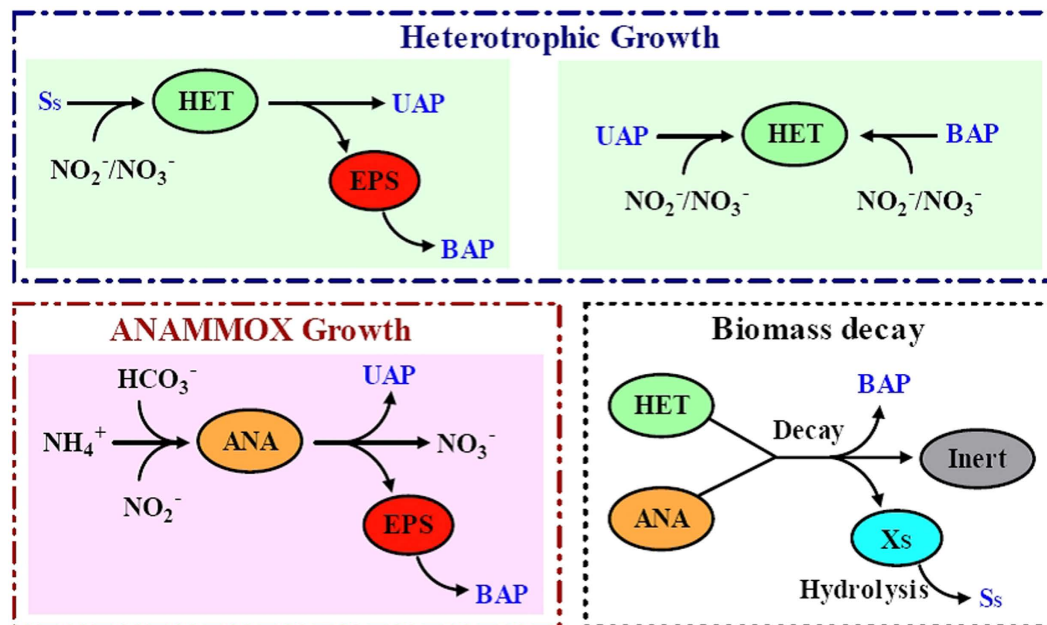 Heterotrophic Growth
Ss
HET
UAP
NO₂⁻/NO₃⁻
EPS
BAP
UAP
HET
BAP
NO₂⁻/NO₃⁻
NO₂⁻/NO₃⁻
ANAMMOX Growth
HCO₃⁻
UAP
NH₄⁺
ANA
NO₃⁻
NO₂⁻
EPS
BAP
Biomass decay
HET
BAP
Decay
Inert
ANA
Xs
Hydrolysis
Ss